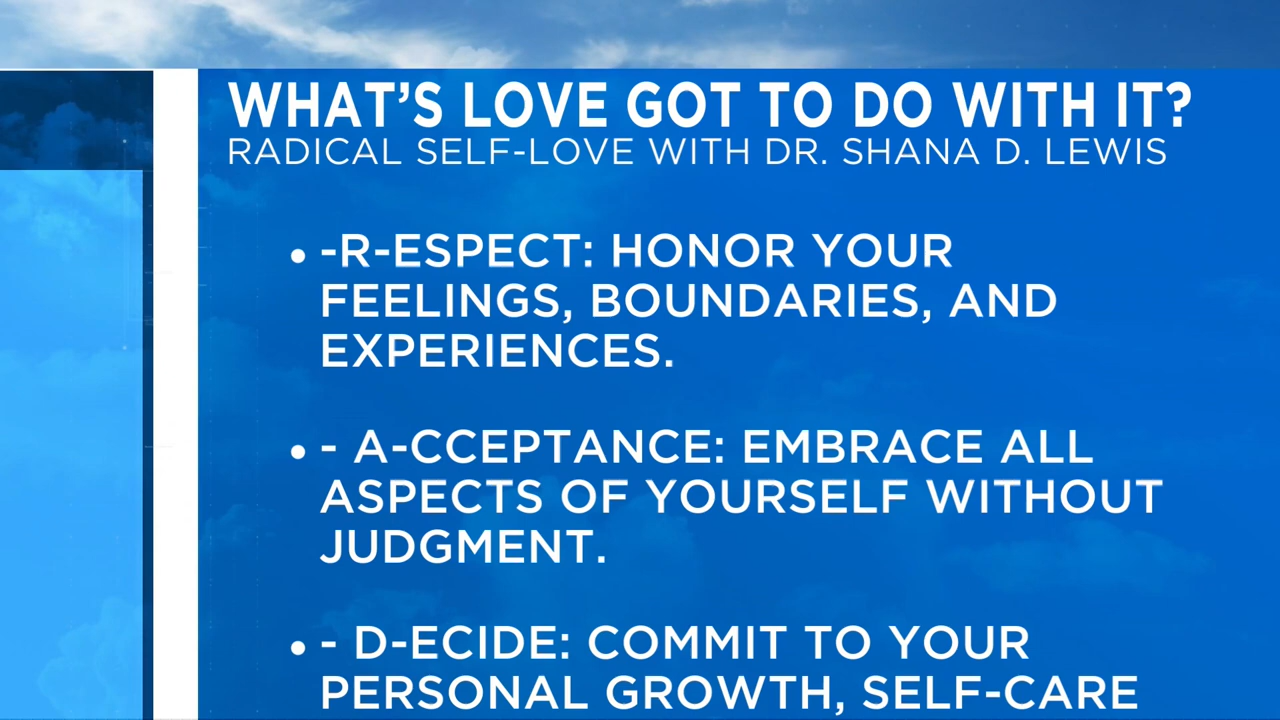 WHAT'S LOVE GOT TO DO WITH IT?
RADICAL SELF-LOVE WITH DR. SHANA D. LEWIS
• -R-ESPECT: HONOR YOUR
FEELINGS, BOUNDARIES, AND
EXPERIENCES.
• - A-CCEPTANCE: EMBRACE ALL
ASPECTS OF YOURSELF WITHOUT
JUDGMENT.
• - D-ECIDE: COMMIT TO YOUR
PERSONAL GROWTH, SELF-CARE